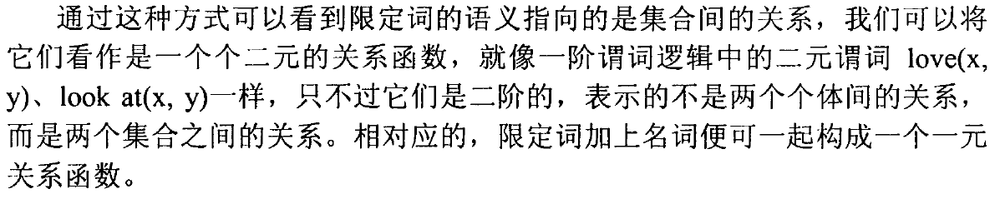 通过这种方式可以看到限定词的语义指向的是集合间的关系，我们可以将
它们看作是一个个二元的关系函数，就像一阶谓词逻辑中的二元谓词 love(x,
y)、look at(x, y)一样，只不过它们是二阶的，表示的不是两个个体间的关系，
而是两个集合之间的关系。相对应的，限定词加上名词便可一起构成一个一元
关系函数。